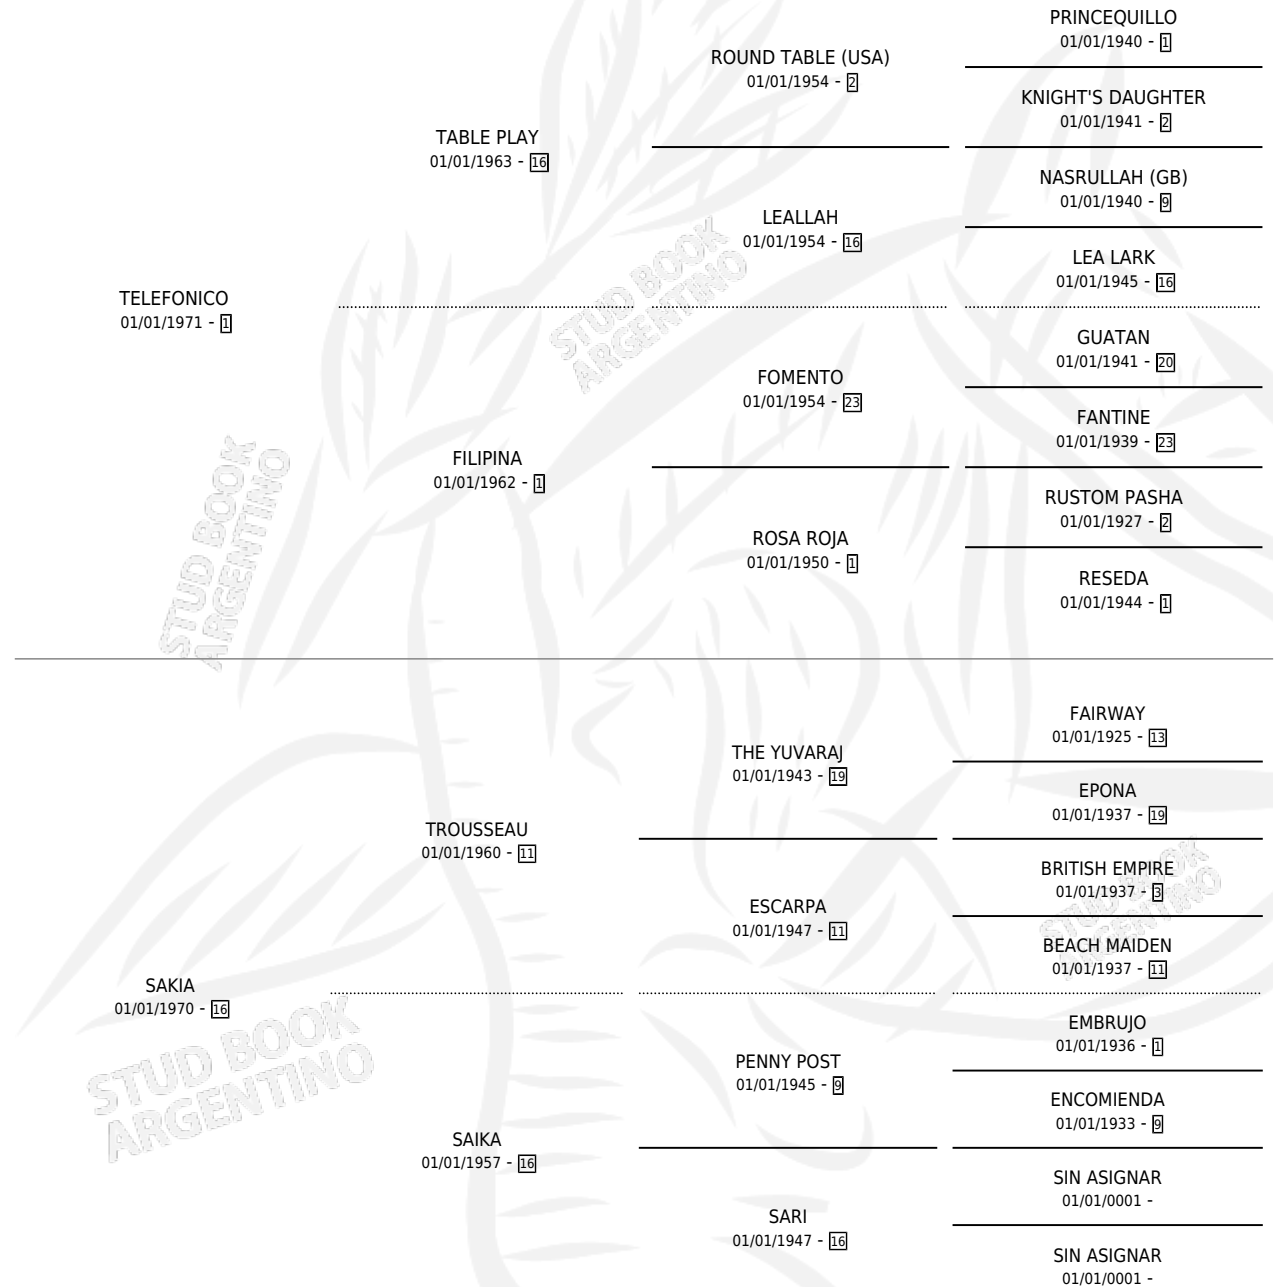 PRINCEQUILLO
01/01/1940 - 1
ROUND TABLE (USA)
01/01/1954 - 2
KNIGHT'S DAUGHTER
01/01/1941 - 2
TABLE PLAY
01/01/1963 - 16
NASRULLAH (GB)
01/01/1940 - 9
LEALLAH
01/01/1954 - 16
LEA LARK
01/01/1945 - 16
TELEFONICO
01/01/1971 - 1
GUATAN
01/01/1941 - 20
FOMENTO
01/01/1954 - 23
FANTINE
01/01/1939 - 23
FILIPINA
01/01/1962 - 1
RUSTOM PASHA
01/01/1927 - 2
ROSA ROJA
01/01/1950 - 1
RESEDA
01/01/1944 - 1
FAIRWAY
01/01/1925 - 13
THE YUVARAJ
01/01/1943 - 19
EPONA
01/01/1937 - 19
TROUSSEAU
01/01/1960 - 11
BRITISH EMPIRE
01/01/1937 - 3
ESCARPA
01/01/1947 - 11
BEACH MAIDEN
01/01/1937 - 11
SAKIA
01/01/1970 - 16
EMBRUJO
01/01/1936 - 1
PENNY POST
01/01/1945 - 9
ENCOMIENDA
01/01/1933 - 9
SAIKA
01/01/1957 - 16
SIN ASIGNAR
01/01/0001 -
SARI
01/01/1947 - 16
SIN ASIGNAR
01/01/0001 -
STUD BOOK
ARGENTINO
STUD BOOK
ARGENTINO
STUD BOOK
ARGENTINO
STUD BOOK
ARGENTINO